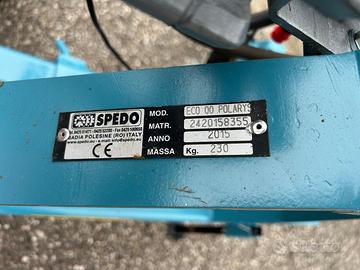 SPEDO
BADIA POLESINE (RO) ITALY
CE
MOD. ECO 00 POLARYS
MATR. 2420158355
ANNO 2015
MASSA Kg. 230